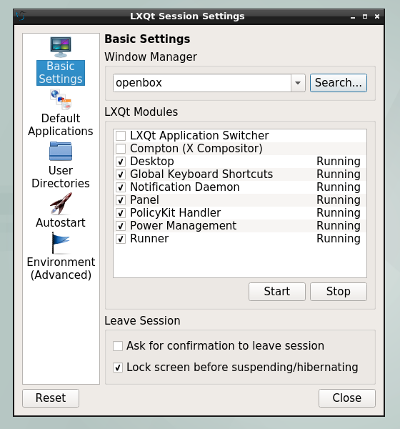 LXQt Session Settings
Basic
Settings
Default
Applications
User
Directories
Autostart
Environment
(Advanced)
Basic Settings
Window Manager
openbox
Search...
LXQt Modules
LXQt Application Switcher
Compton (X Compositor)
Desktop Running
Global Keyboard Shortcuts Running
Notification Daemon Running
Panel Running
PolicyKit Handler Running
Power Management Running
Runner Running
Start Stop
Leave Session
Ask for confirmation to leave session
Lock screen before suspending/hibernating
Reset Close